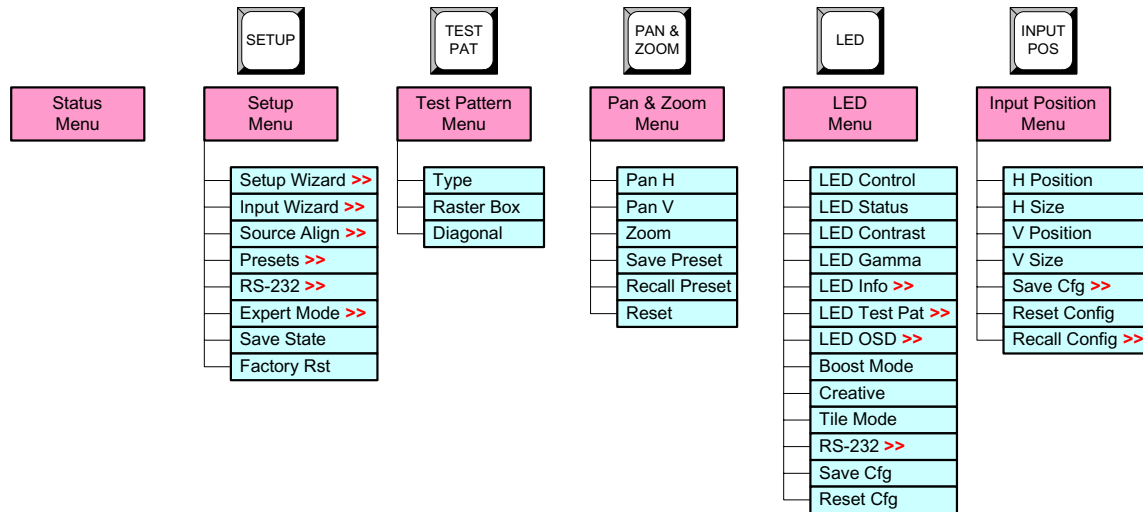 SETUP
TEST
PAT
PAN &
ZOOM
LED
INPUT
POS
Status
Menu
Setup
Menu
Test Pattern
Menu
Pan & Zoom
Menu
LED
Menu
Input Position
Menu
Setup Wizard >>
Input Wizard >>
Source Align >>
Presets >>
RS-232 >>
Expert Mode >>
Save State
Factory Rst
Type
Raster Box
Diagonal
Pan H
Pan V
Zoom
Save Preset
Recall Preset
Reset
LED Control
LED Status
LED Contrast
LED Gamma
LED Info >>
LED Test Pat >>
LED OSD >>
Boost Mode
Creative
Tile Mode
RS-232 >>
Save Cfg
Reset Cfg
H Position
H Size
V Position
V Size
Save Cfg >>
Reset Config
Recall Config >>